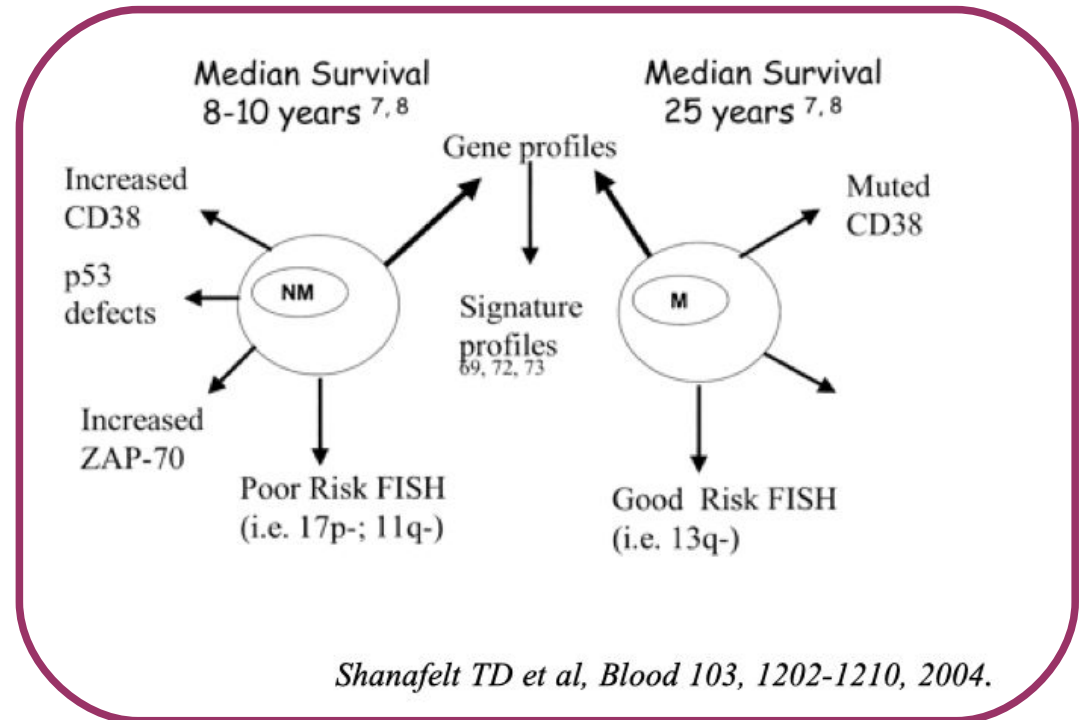 Median Survival
8-10 years 7, 8
Median Survival
25 years 7, 8
Gene profiles
Increased
CD38
Muted
CD38
p53
defects
NM
M
Signature
profiles
69, 72, 73
Increased
ZAP-70
Poor Risk FISH
(i.e. 17p-; 11q-)
Good Risk FISH
(i.e. 13q-)
Shanafelt TD et al, Blood 103, 1202-1210, 2004.